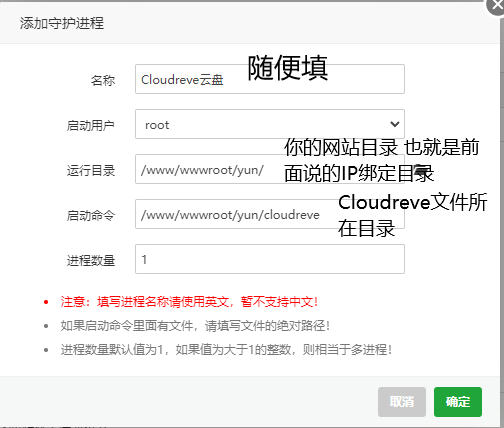 添加守护进程
随便填
名称 Cloudreve云盘
启动用户 root
你的网站目录 也就是前
面说的IP绑定目录
运行目录 /www/wwwroot/yun/
Cloudreve文件所
在目录
启动命令 /www/wwwroot/yun/cloudreve
进程数量 1
注意：填写进程名称请使用英文，暂不支持中文！
如果启动命令里面有文件，请填写文件的绝对路径！
进程数量默认值为1，如果值为大于1的整数，则相当于多进程！
取消 确定